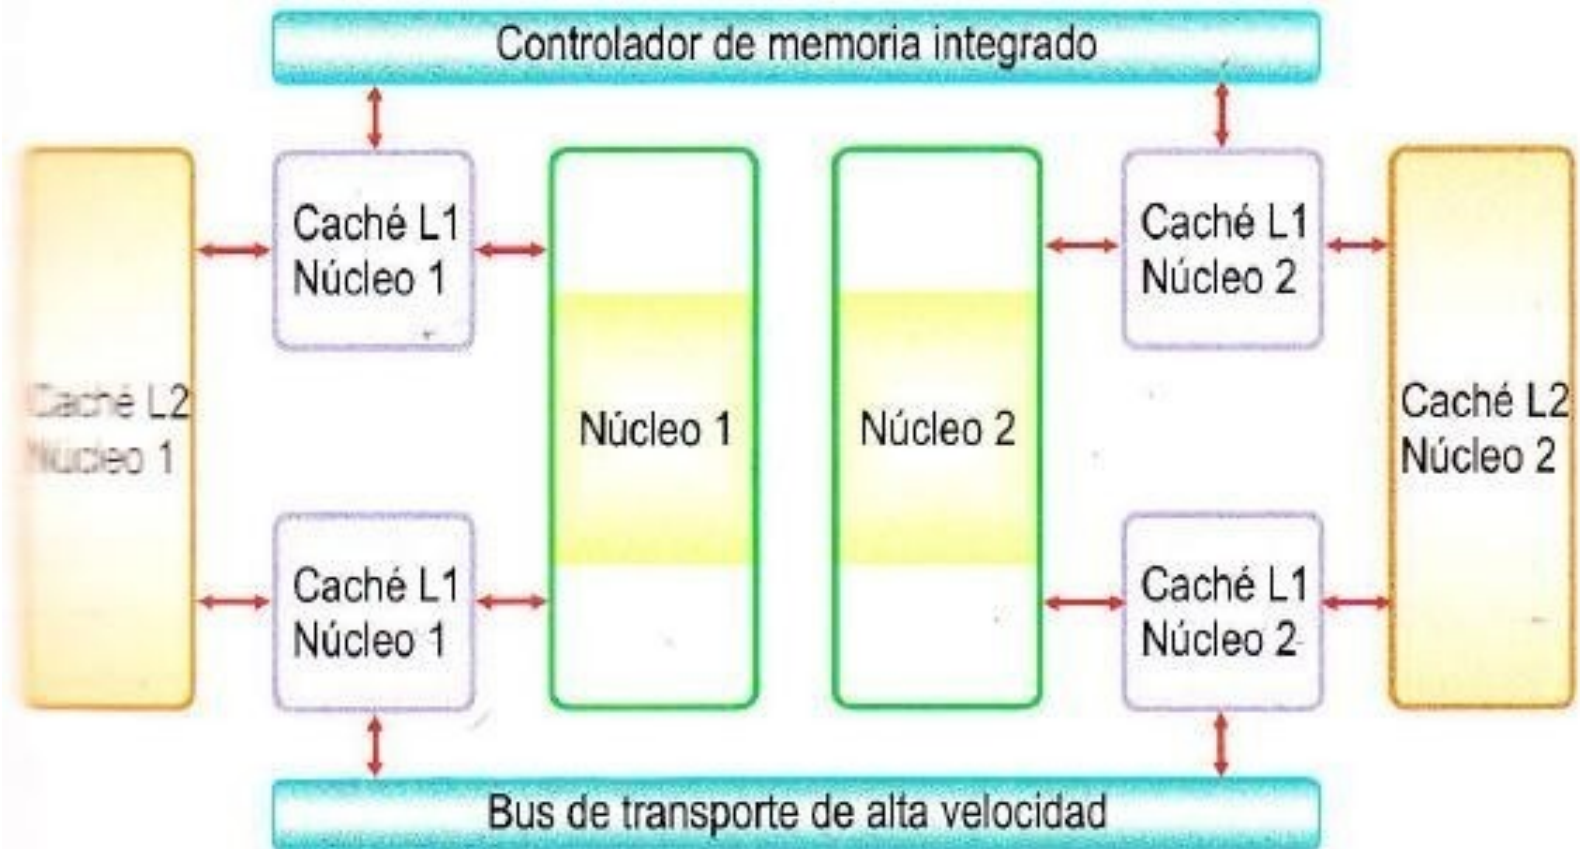 Controlador de memoria integrado
Caché L1
Núcleo 1
Caché L1
Núcleo 2
Caché L2
Núcleo 1
Núcleo 1
Núcleo 2
Caché L2
Núcleo 2
Caché L1
Núcleo 1
Caché L1
Núcleo 2
Bus de transporte de alta velocidad